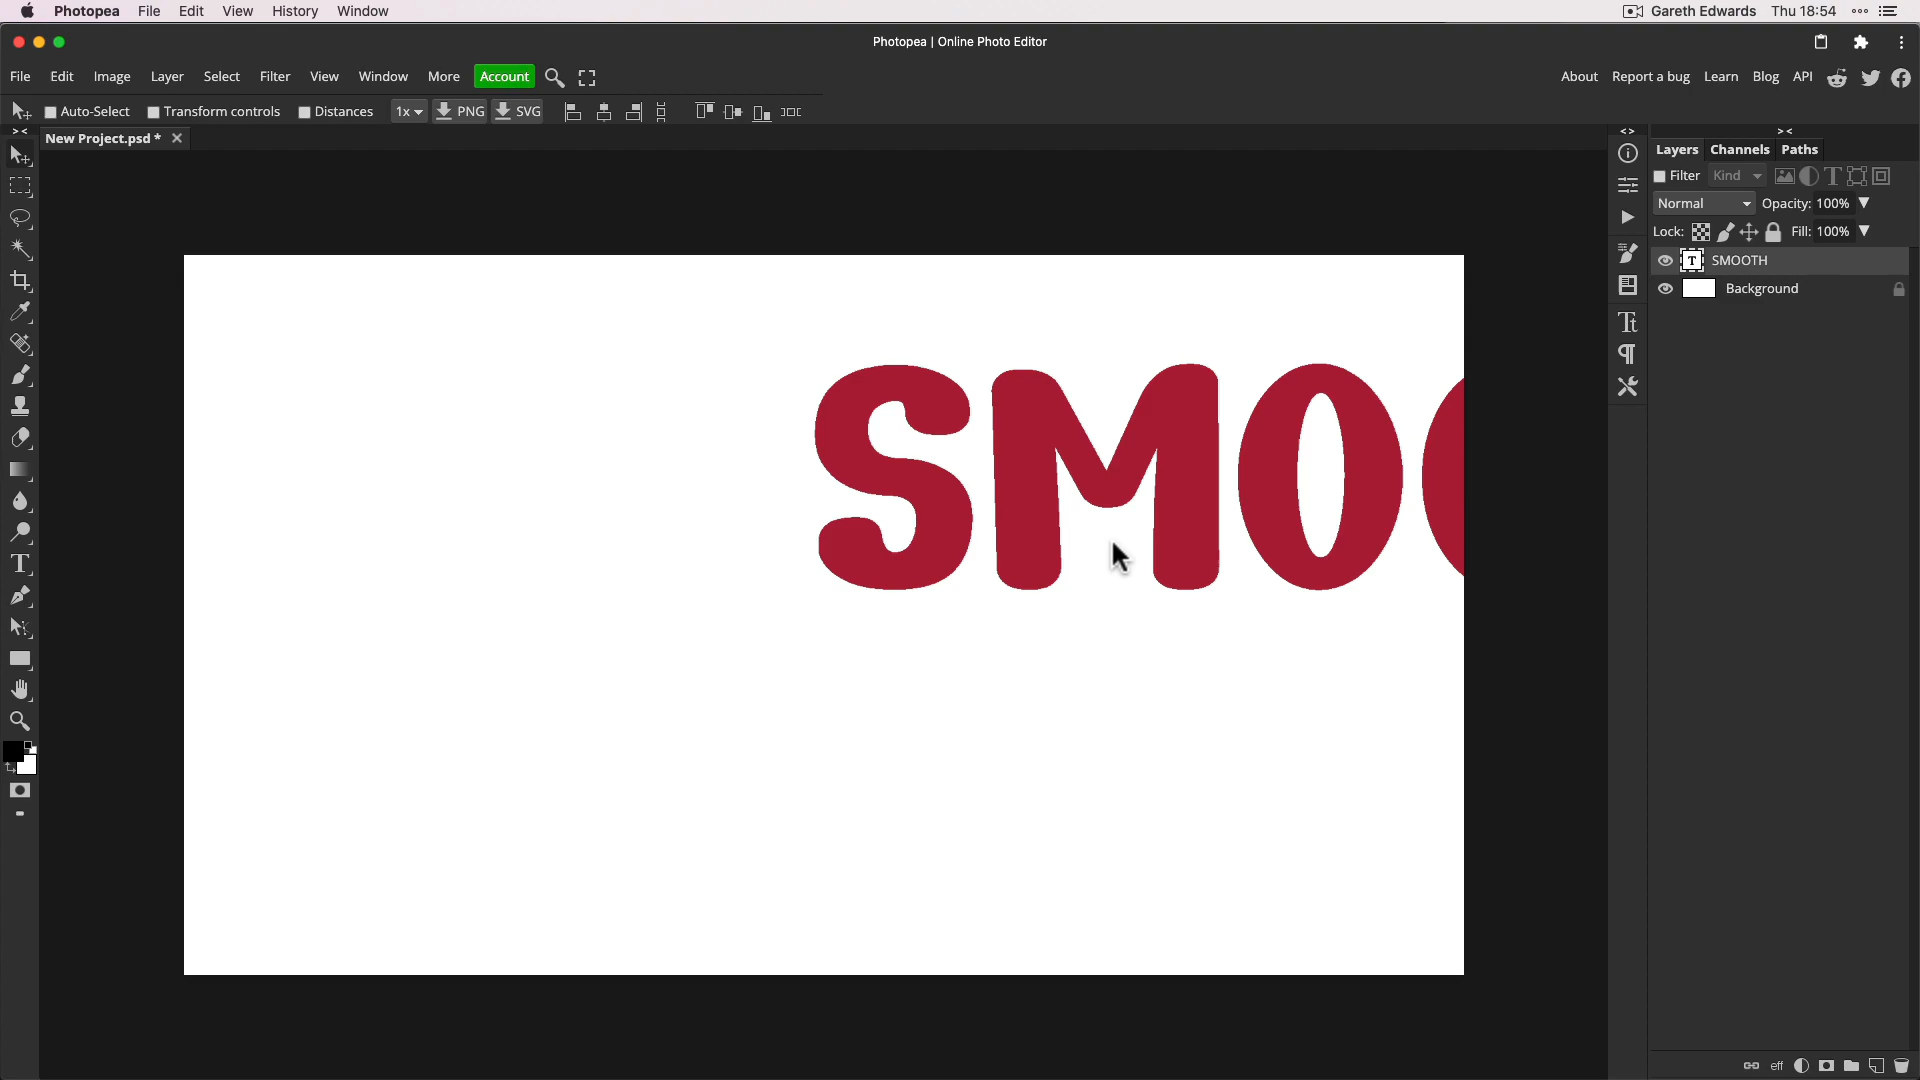 Photopea File Edit View History Window Gareth Edwards Thu 18:54
Photopea | Online Photo Editor
File Edit Image Layer Select Filter View Window More Account About Report a bug Learn Blog API
Auto-Select Transform controls Distances 1x PNG SVG
New Project.psd *
Layers Channels Paths
Filter Kind
Normal Opacity: 100%
Lock: Fill: 100%
T SMOOTH
Background
SMOO
eff